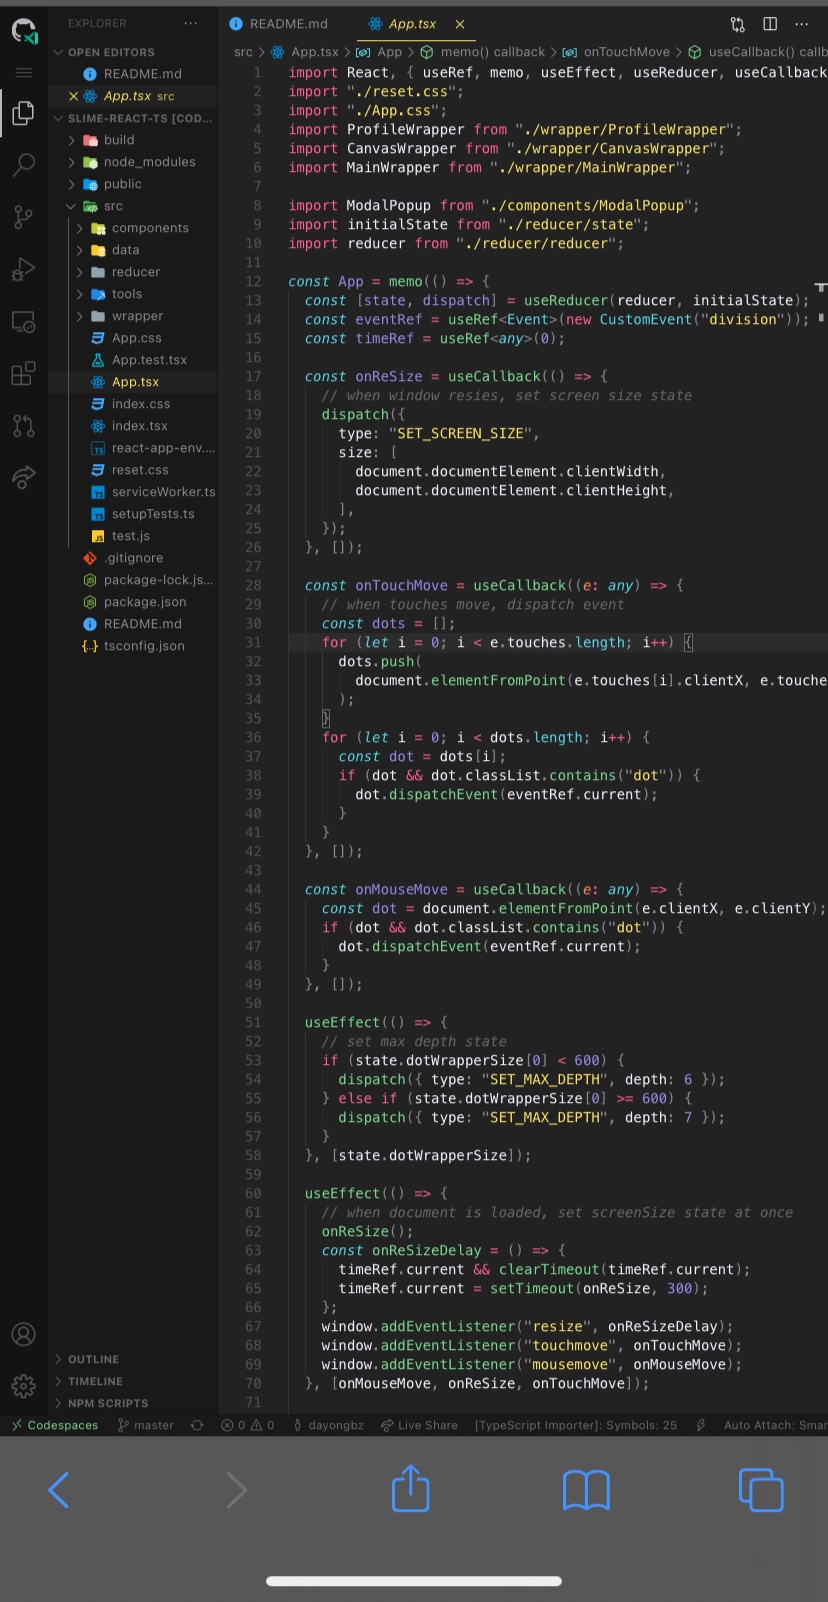 EXPLORER
OPEN EDITORS
README.md
App.tsx src
SLIME-REACT-TS [COD...
build
node_modules
public
src
components
data
reducer
tools
wrapper
App.css
App.test.tsx
App.tsx
index.css
index.tsx
react-app-env....
reset.css
serviceWorker.ts
setupTests.ts
test.js
.gitignore
package-lock.js...
package.json
README.md
tsconfig.json
OUTLINE
TIMELINE
NPM SCRIPTS
README.md App.tsx
src > App.tsx > App > memo() callback > onTouchMove > useCallback() callb
1 import React, { useRef, memo, useEffect, useReducer, useCallback
2 import "./reset.css";
3 import "./App.css";
4 import ProfileWrapper from "./wrapper/ProfileWrapper";
5 import CanvasWrapper from "./wrapper/CanvasWrapper";
6 import MainWrapper from "./wrapper/MainWrapper";
7
8 import ModalPopup from "./components/ModalPopup";
9 import initialState from "./reducer/state";
10 import reducer from "./reducer/reducer";
11
12 const App = memo(() => {
13 const [state, dispatch] = useReducer(reducer, initialState);
14 const eventRef = useRef<Event>(new CustomEvent("division"));
15 const timeRef = useRef<any>(0);
16
17 const onReSize = useCallback(() => {
18 // when window resies, set screen size state
19 dispatch({
20 type: "SET_SCREEN_SIZE",
21 size: [
22 document.documentElement.clientWidth,
23 document.documentElement.clientHeight,
24 ],
25 });
26 }, []);
27
28 const onTouchMove = useCallback((e: any) => {
29 // when touches move, dispatch event
30 const dots = [];
31 for (let i = 0; i < e.touches.length; i++) {
32 dots.push(
33 document.elementFromPoint(e.touches[i].clientX, e.touche
34 );
35 }
36 for (let i = 0; i < dots.length; i++) {
37 const dot = dots[i];
38 if (dot && dot.classList.contains("dot")) {
39 dot.dispatchEvent(eventRef.current);
40 }
41 }
42 }, []);
43
44 const onMouseMove = useCallback((e: any) => {
45 const dot = document.elementFromPoint(e.clientX, e.clientY);
46 if (dot && dot.classList.contains("dot")) {
47 dot.dispatchEvent(eventRef.current);
48 }
49 }, []);
50
51 useEffect(() => {
52 // set max depth state
53 if (state.dotWrapperSize[0] < 600) {
54 dispatch({ type: "SET_MAX_DEPTH", depth: 6 });
55 } else if (state.dotWrapperSize[0] >= 600) {
56 dispatch({ type: "SET_MAX_DEPTH", depth: 7 });
57 }
58 }, [state.dotWrapperSize]);
59
60 useEffect(() => {
61 // when document is loaded, set screenSize state at once
62 onReSize();
63 const onReSizeDelay = () => {
64 timeRef.current && clearTimeout(timeRef.current);
65 timeRef.current = setTimeout(onReSize, 300);
66 };
67 window.addEventListener("resize", onReSizeDelay);
68 window.addEventListener("touchmove", onTouchMove);
69 window.addEventListener("mousemove", onMouseMove);
70 }, [onMouseMove, onReSize, onTouchMove]);
71
Codespaces master 0 0 dayongbz Live Share [TypeScript Importer]: Symbols: 25 Auto Attach: Smar